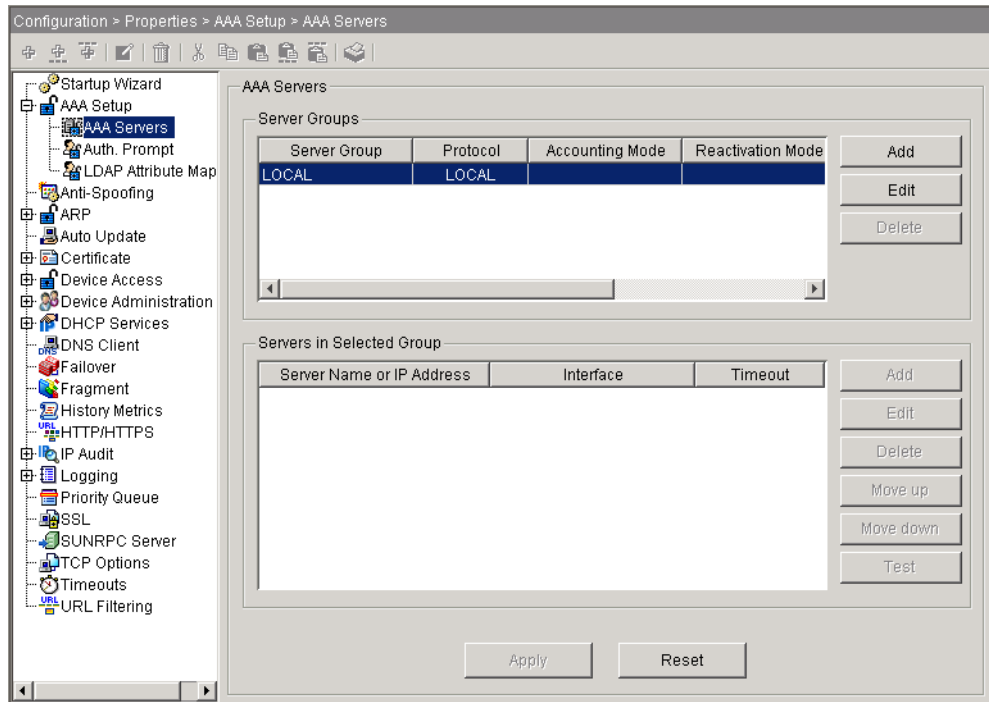 Configuration > Properties > AAA Setup > AAA Servers
Startup Wizard
AAA Setup
AAA Servers
Auth. Prompt
LDAP Attribute Map
Anti-Spoofing
ARP
Auto Update
Certificate
Device Access
Device Administration
DHCP Services
DNS DNS Client
Failover
Fragment
History Metrics
URL HTTP/HTTPS
IP IP Audit
Logging
Priority Queue
SSL
SUNRPC Server
TCP Options
Timeouts
URL URL Filtering
AAA Servers
Server Groups
Server Group Protocol Accounting Mode Reactivation Mode
LOCAL LOCAL
Add
Edit
Delete
Servers in Selected Group
Server Name or IP Address Interface Timeout
Add
Edit
Delete
Move up
Move down
Test
Apply Reset